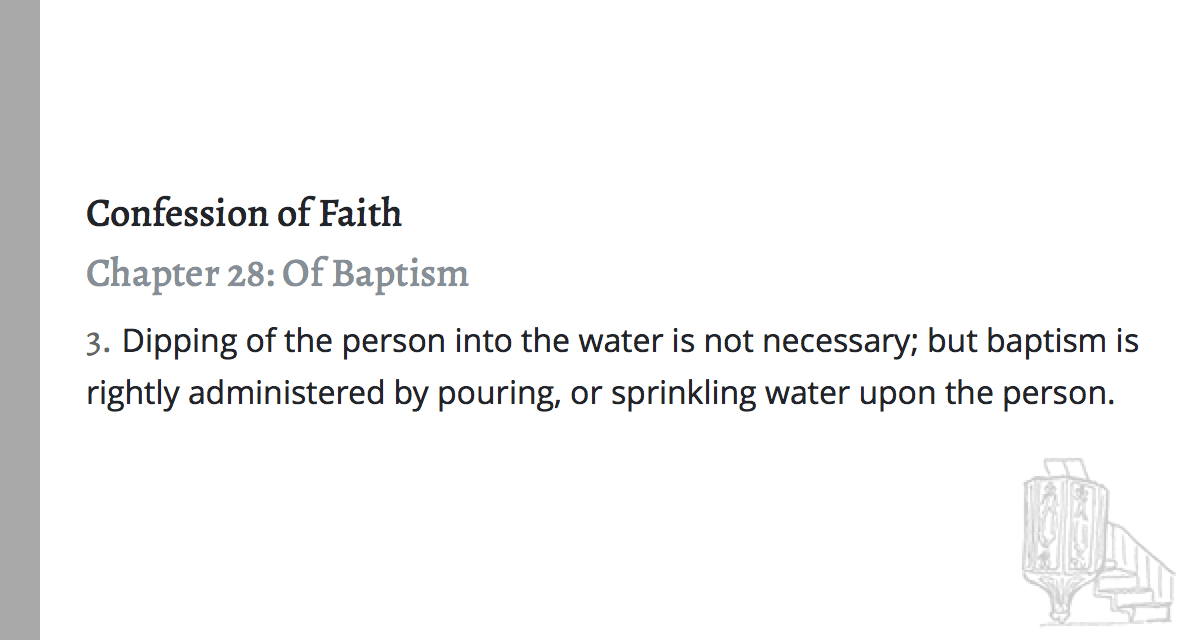 Confession of Faith
Chapter 28: Of Baptism
3. Dipping of the person into the water is not necessary; but baptism is
rightly administered by pouring, or sprinkling water upon the person.